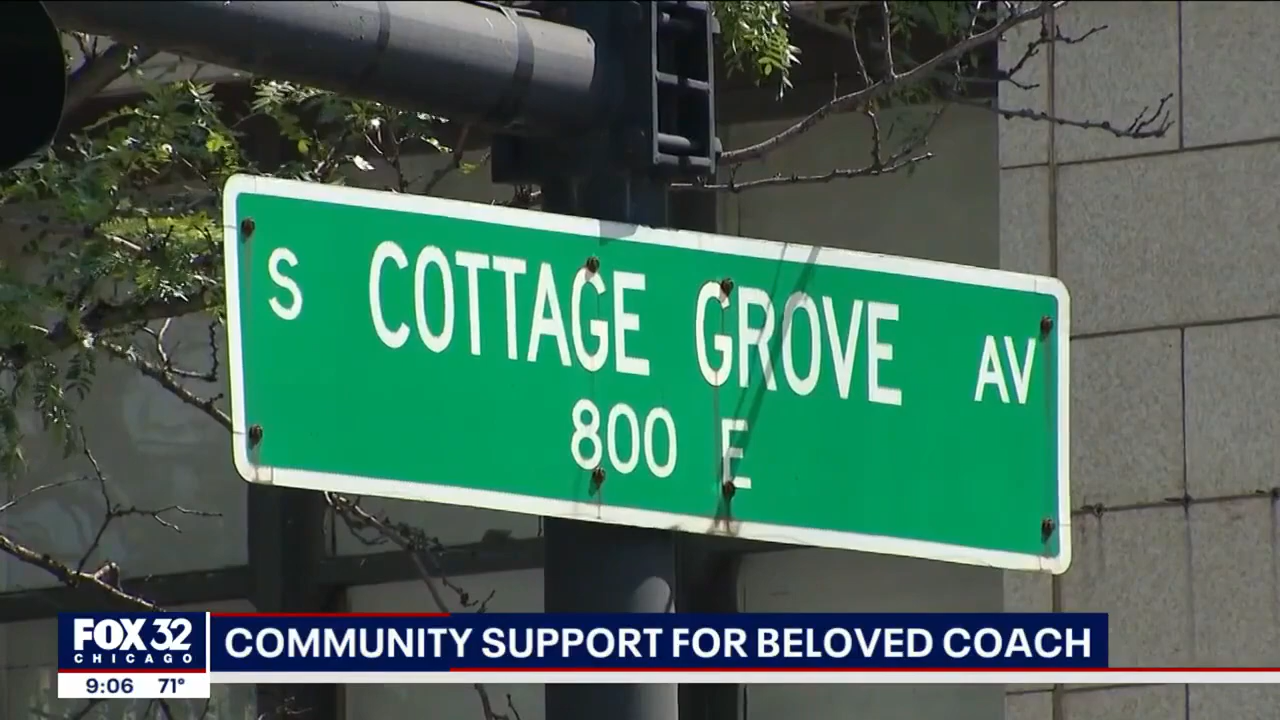 S COTTAGE GROVE AV
800 E
FOX 32
CHICAGO
COMMUNITY SUPPORT FOR BELOVED COACH
9:06 71°